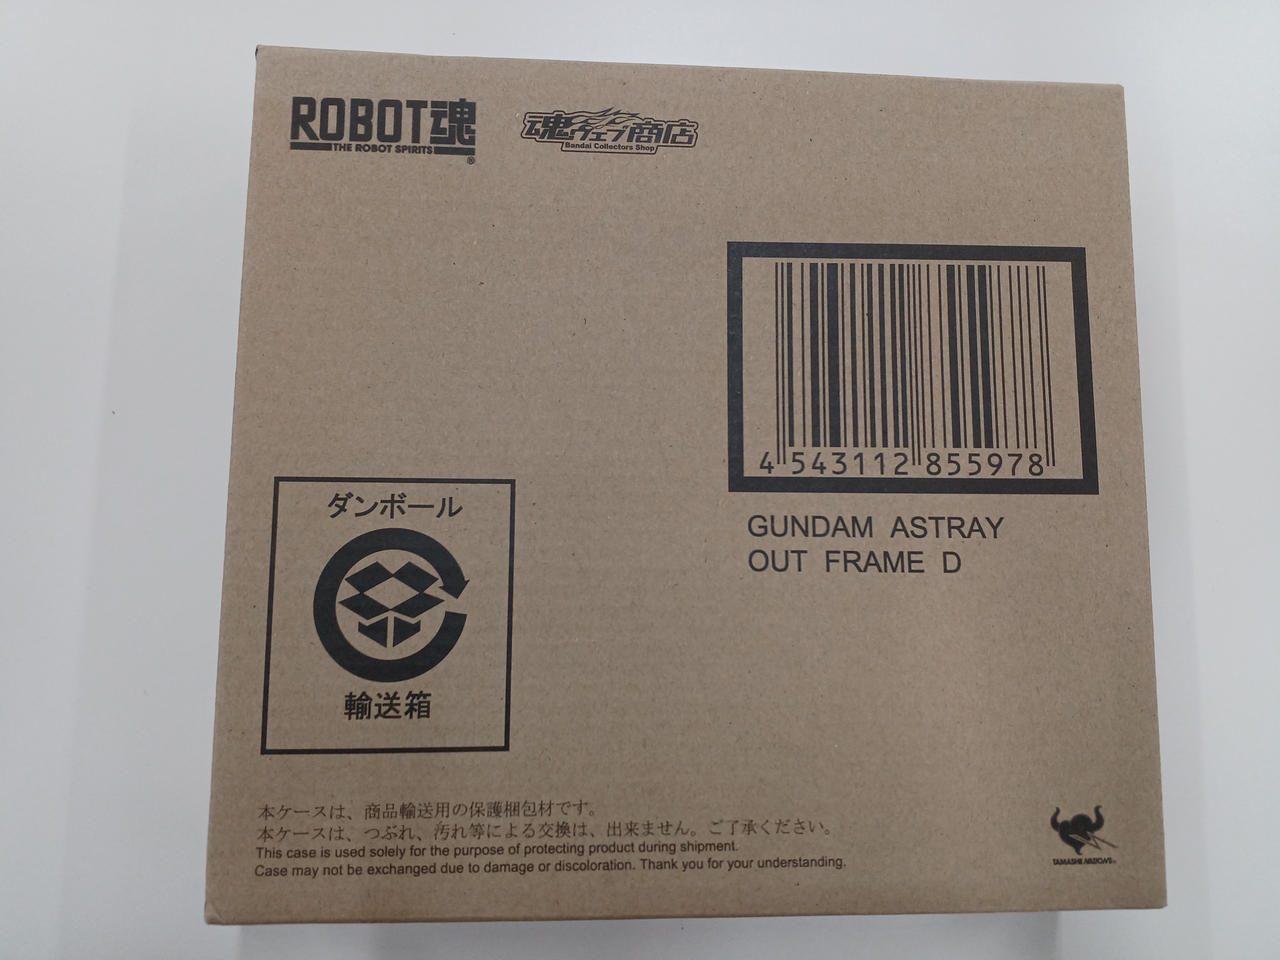 ROBOT魂
THE ROBOT SPIRITS
®
魂ウェブ商店
Bandai Collectors Shop
4 543112 855978
GUNDAM ASTRAY
OUT FRAME D
ダンボール
輸送箱
本ケースは、商品輸送用の保護梱包材です。
本ケースは、つぶれ、汚れ等による交換は、出来ません。ご了承ください。
This case is used solely for the purpose of protecting product during shipment.
Case may not be exchanged due to damage or discoloration. Thank you for your understanding.
TAMASHII NATIONS